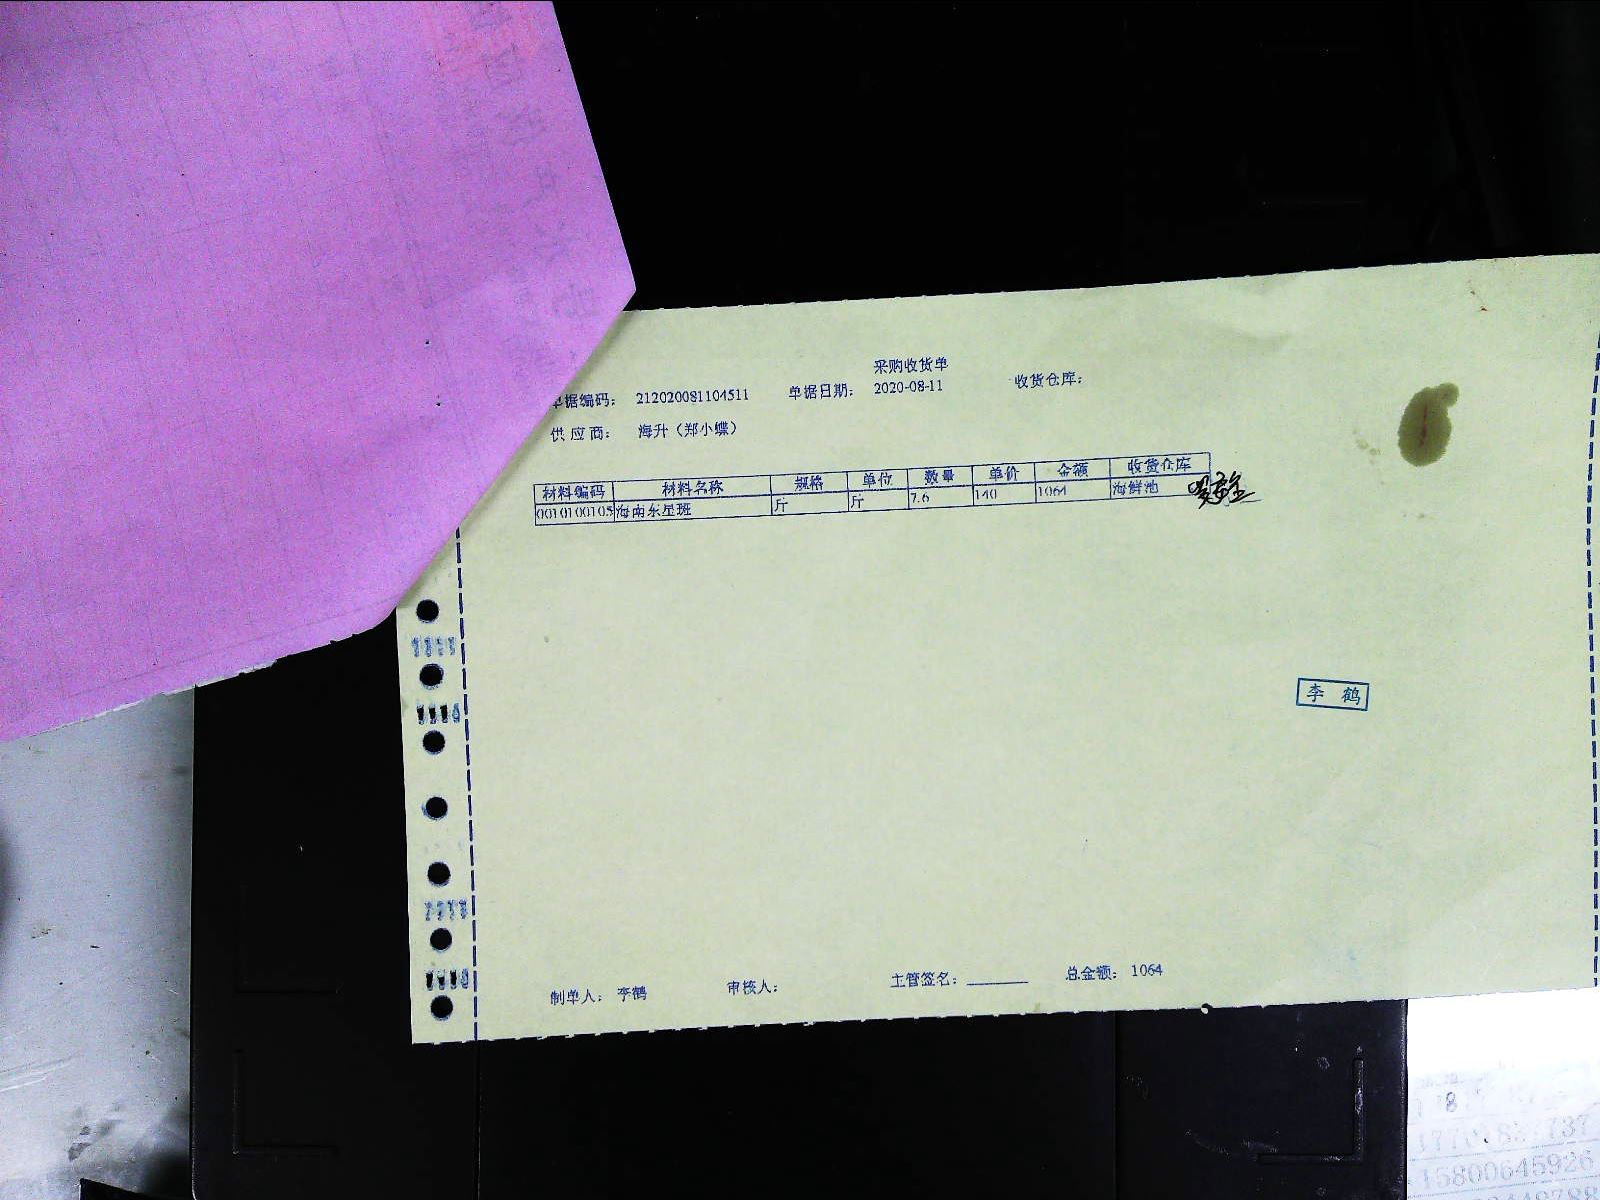 采购收货单
单据编码: 212020081104511 单据日期: 2020-08-11 收货仓库:
供应商: 海升（郑小蝶）
材料编码 材料名称 规格 单位 数量 单价 金额 收货仓库
0010100105 海南东星班 斤 斤 7.6 140 1064 海鲜池
李鹤
制单人: 李鹤 审核人: 主管签名: ______ 总金额: 1064
15800645926